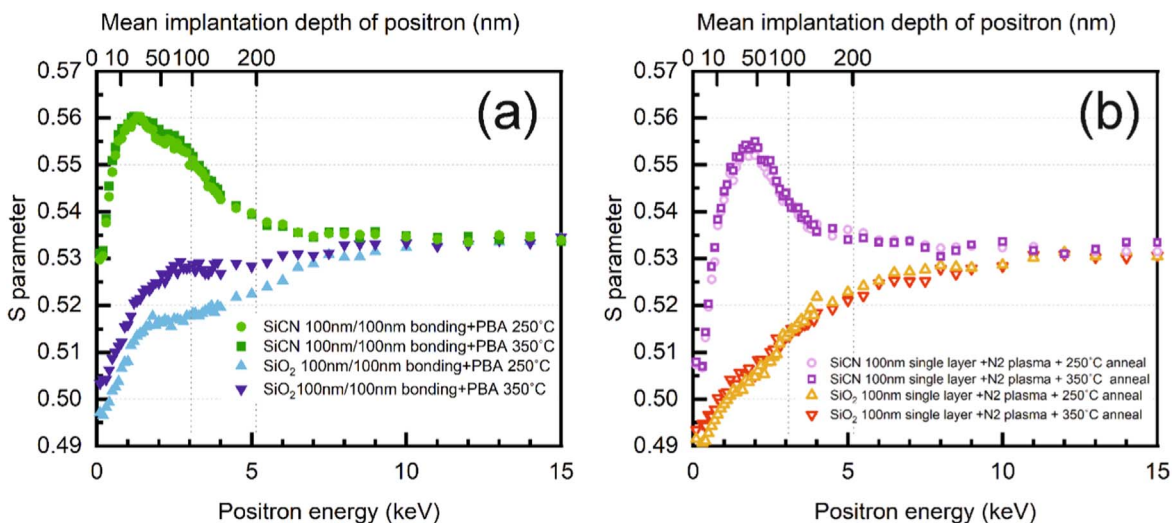 Mean implantation depth of positron (nm)
0 10 50 100 200
0.57
0.56
0.55
0.54
0.53
0.52
0.51
0.50
0.49
S parameter
(a)
SiCN 100nm/100nm bonding+PBA 250°C
SiCN 100nm/100nm bonding+PBA 350°C
SiO₂ 100nm/100nm bonding+PBA 250°C
SiO₂100nm/100nm bonding+PBA 350°C
0 5 10 15
Positron energy (keV)
Mean implantation depth of positron (nm)
0 10 50 100 200
0.57
0.56
0.55
0.54
0.53
0.52
0.51
0.50
0.49
S parameter
(b)
SiCN 100nm single layer +N2 plasma + 250°C anneal
SiCN 100nm single layer +N2 plasma + 350°C anneal
SiO₂ 100nm single layer +N2 plasma + 250°C anneal
SiO₂ 100nm single layer +N2 plasma + 350°C anneal
0 5 10 15
Positron energy (keV)